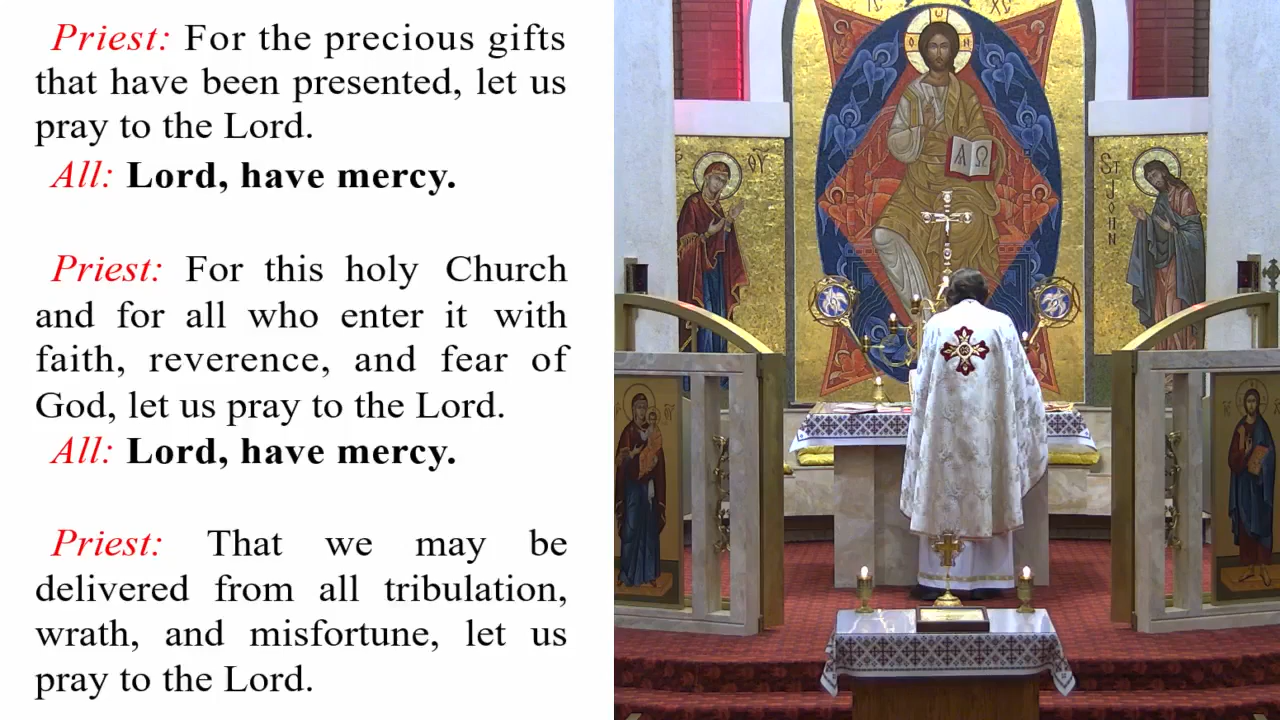 Priest: For the precious gifts
that have been presented, let us
pray to the Lord.
All: Lord, have mercy.
Priest: For this holy Church
and for all who enter it with
faith, reverence, and fear of
God, let us pray to the Lord.
All: Lord, have mercy.
Priest: That we may be
delivered from all tribulation,
wrath, and misfortune, let us
pray to the Lord.
IC XC
Α Ω
ΘΥ
ST
JOHN